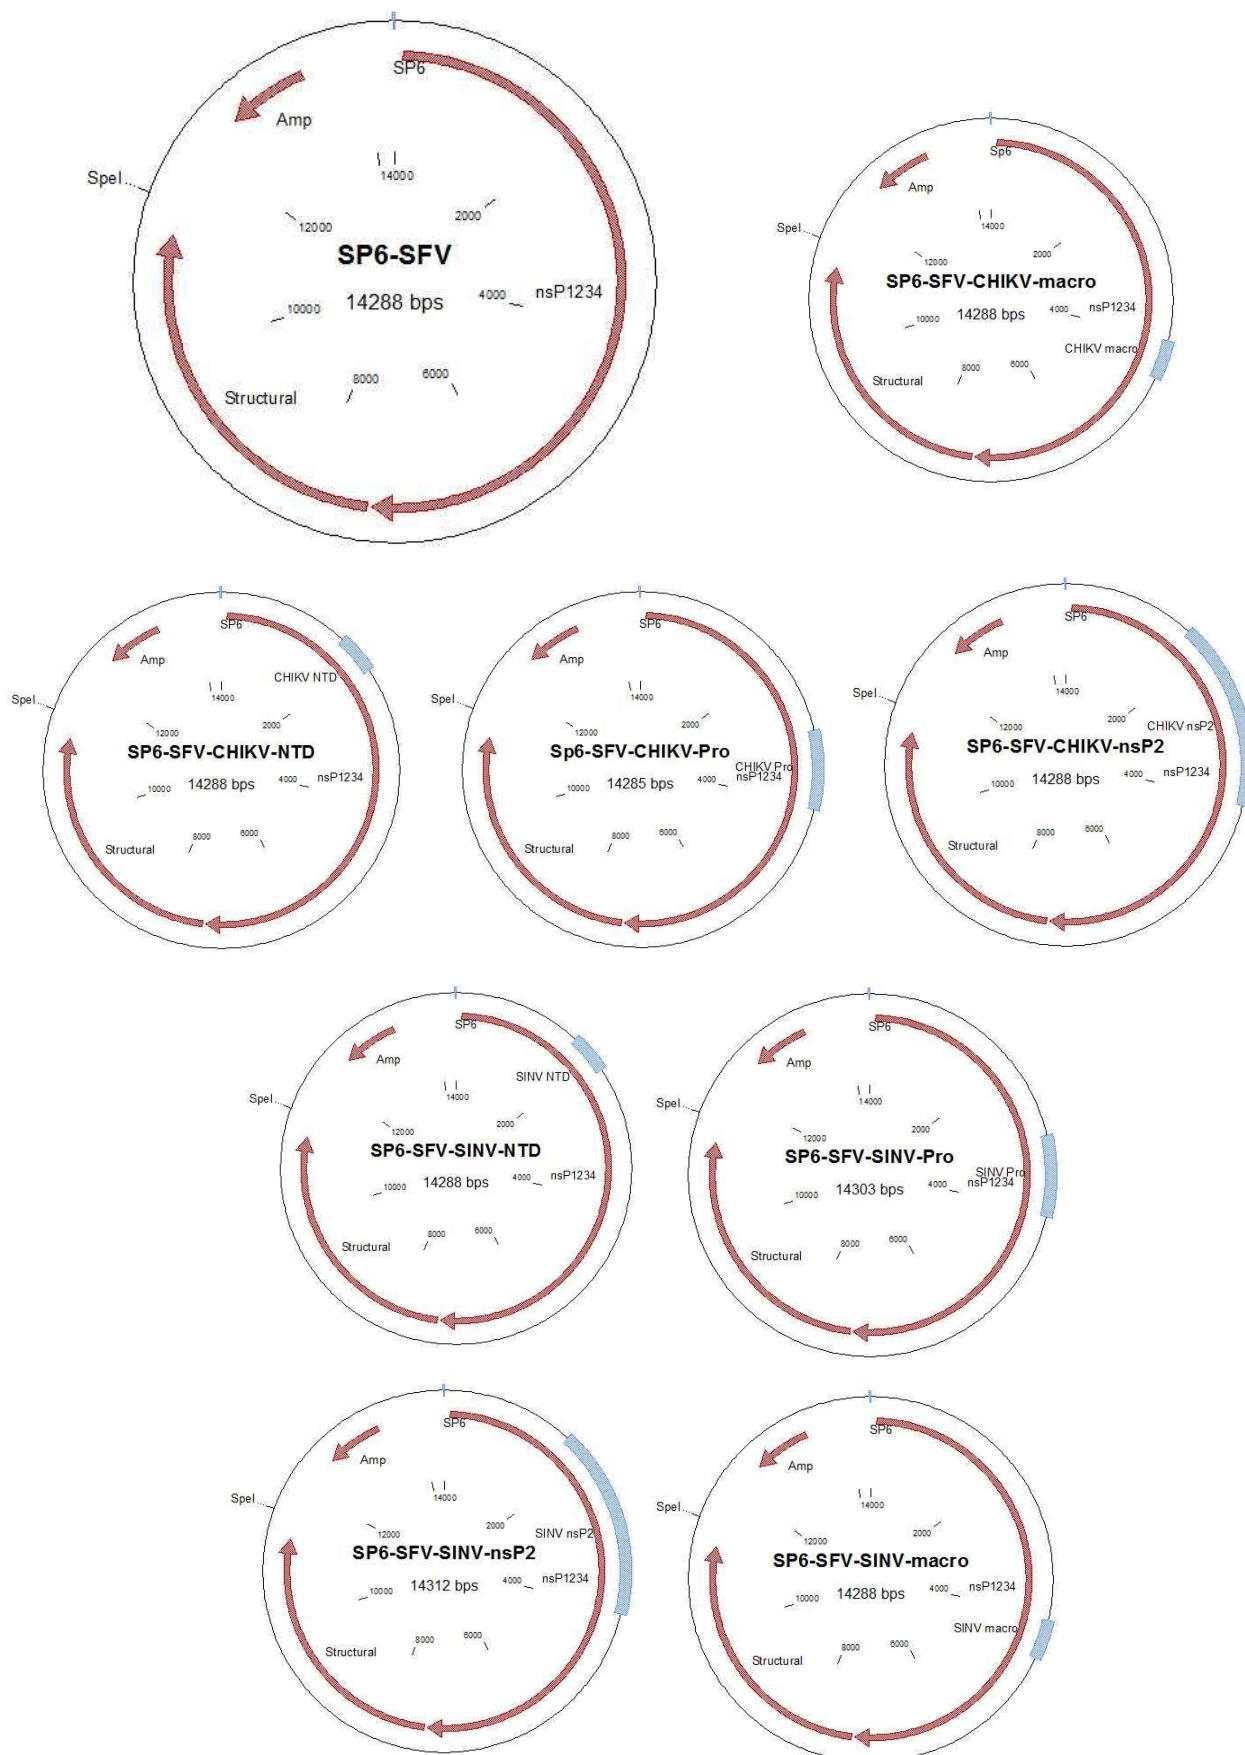 SP6
Amp
SpeI
14000
2000
12000
SP6-SFV
14288 bps
4000
nsP1234
10000
8000
6000
Structural
Sp6
Amp
SpeI
14000
2000
12000
SP6-SFV-CHIKV-macro
14288 bps
4000
nsP1234
10000
CHIKV macro
8000
6000
Structural
SP6
Amp
CHIKV NTD
SpeI
14000
2000
12000
SP6-SFV-CHIKV-NTD
14288 bps
4000
nsP1234
10000
8000
6000
Structural
SP6
Amp
SpeI
14000
2000
12000
Sp6-SFV-CHIKV-Pro
CHIKV Pro
14285 bps
4000
nsP1234
10000
8000
6000
Structural
SP6
Amp
SpeI
14000
2000
12000
CHIKV nsP2
SP6-SFV-CHIKV-nsP2
14288 bps
4000
nsP1234
10000
8000
6000
Structural
SP6
Amp
SINV NTD
SpeI
14000
2000
12000
SP6-SFV-SINV-NTD
14288 bps
4000
nsP1234
10000
8000
6000
Structural
SP6
Amp
SpeI
14000
2000
12000
SP6-SFV-SINV-Pro
SINV Pro
14303 bps
4000
nsP1234
10000
8000
6000
Structural
SP6
Amp
SpeI
14000
2000
12000
SINV nsP2
SP6-SFV-SINV-nsP2
14312 bps
4000
nsP1234
10000
8000
6000
Structural
SP6
Amp
SpeI
14000
2000
12000
SP6-SFV-SINV-macro
14288 bps
4000
nsP1234
10000
SINV macro
8000
6000
Structural